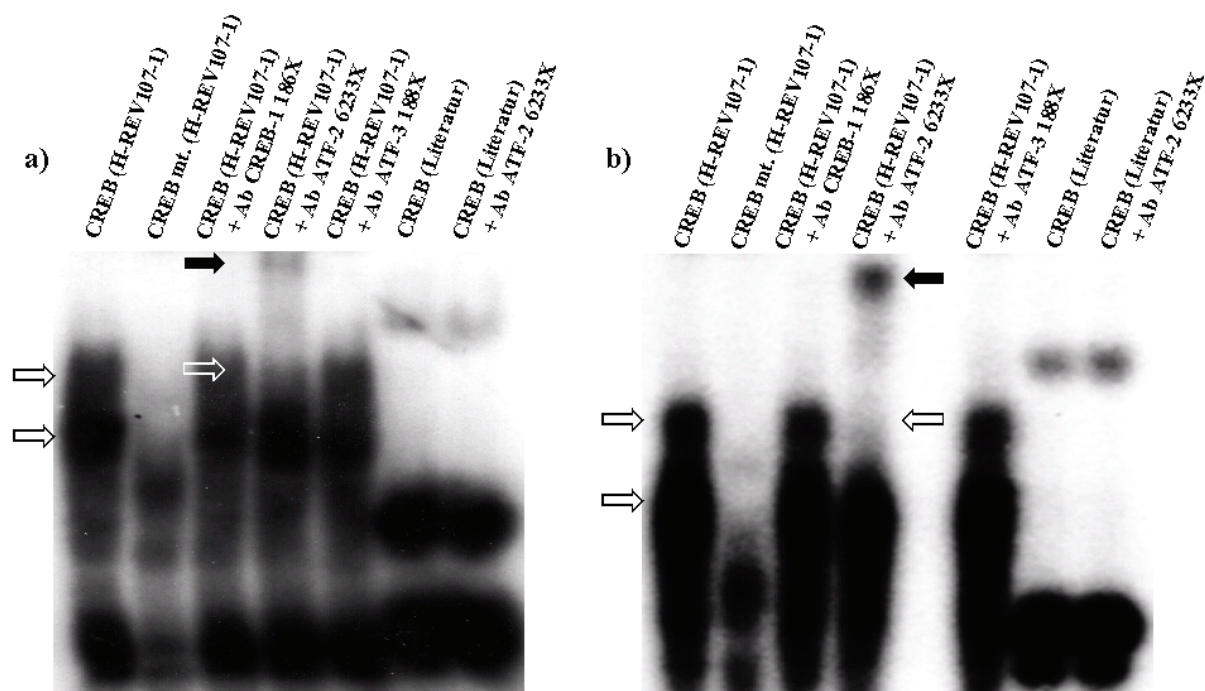 a)
CREB (H-REV107-1)
CREB mt. (H-REV107-1)
CREB (H-REV107-1)
+ Ab CREB-1 186X
CREB (H-REV107-1)
+ Ab ATF-2 6233X
CREB (H-REV107-1)
+ Ab ATF-3 188X
CREB (Literatur)
CREB (Literatur)
+ Ab ATF-2 6233X
b)
CREB (H-REV107-1)
CREB mt. (H-REV107-1)
CREB (H-REV107-1)
+ Ab CREB-1 186X
CREB (H-REV107-1)
+ Ab ATF-2 6233X
CREB (H-REV107-1)
+ Ab ATF-3 188X
CREB (Literatur)
CREB (Literatur)
+ Ab ATF-2 6233X